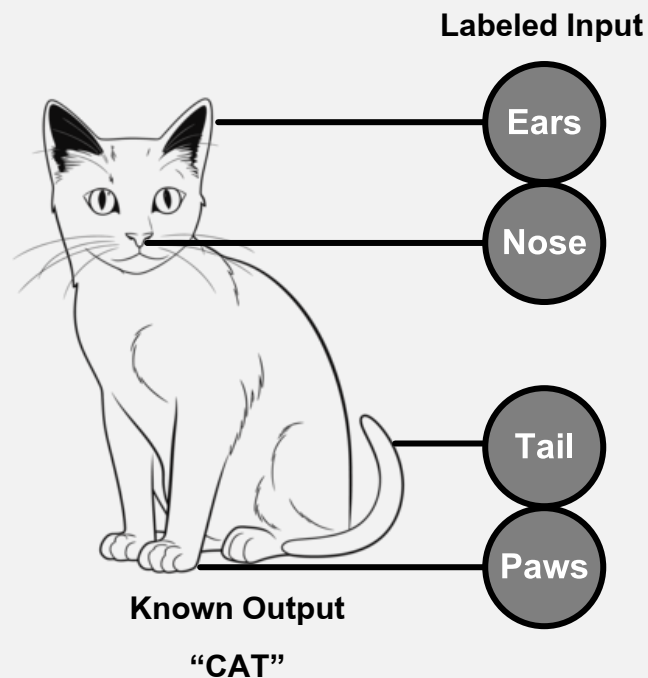 Labeled Input
Ears
Nose
Tail
Paws
Known Output
“CAT”